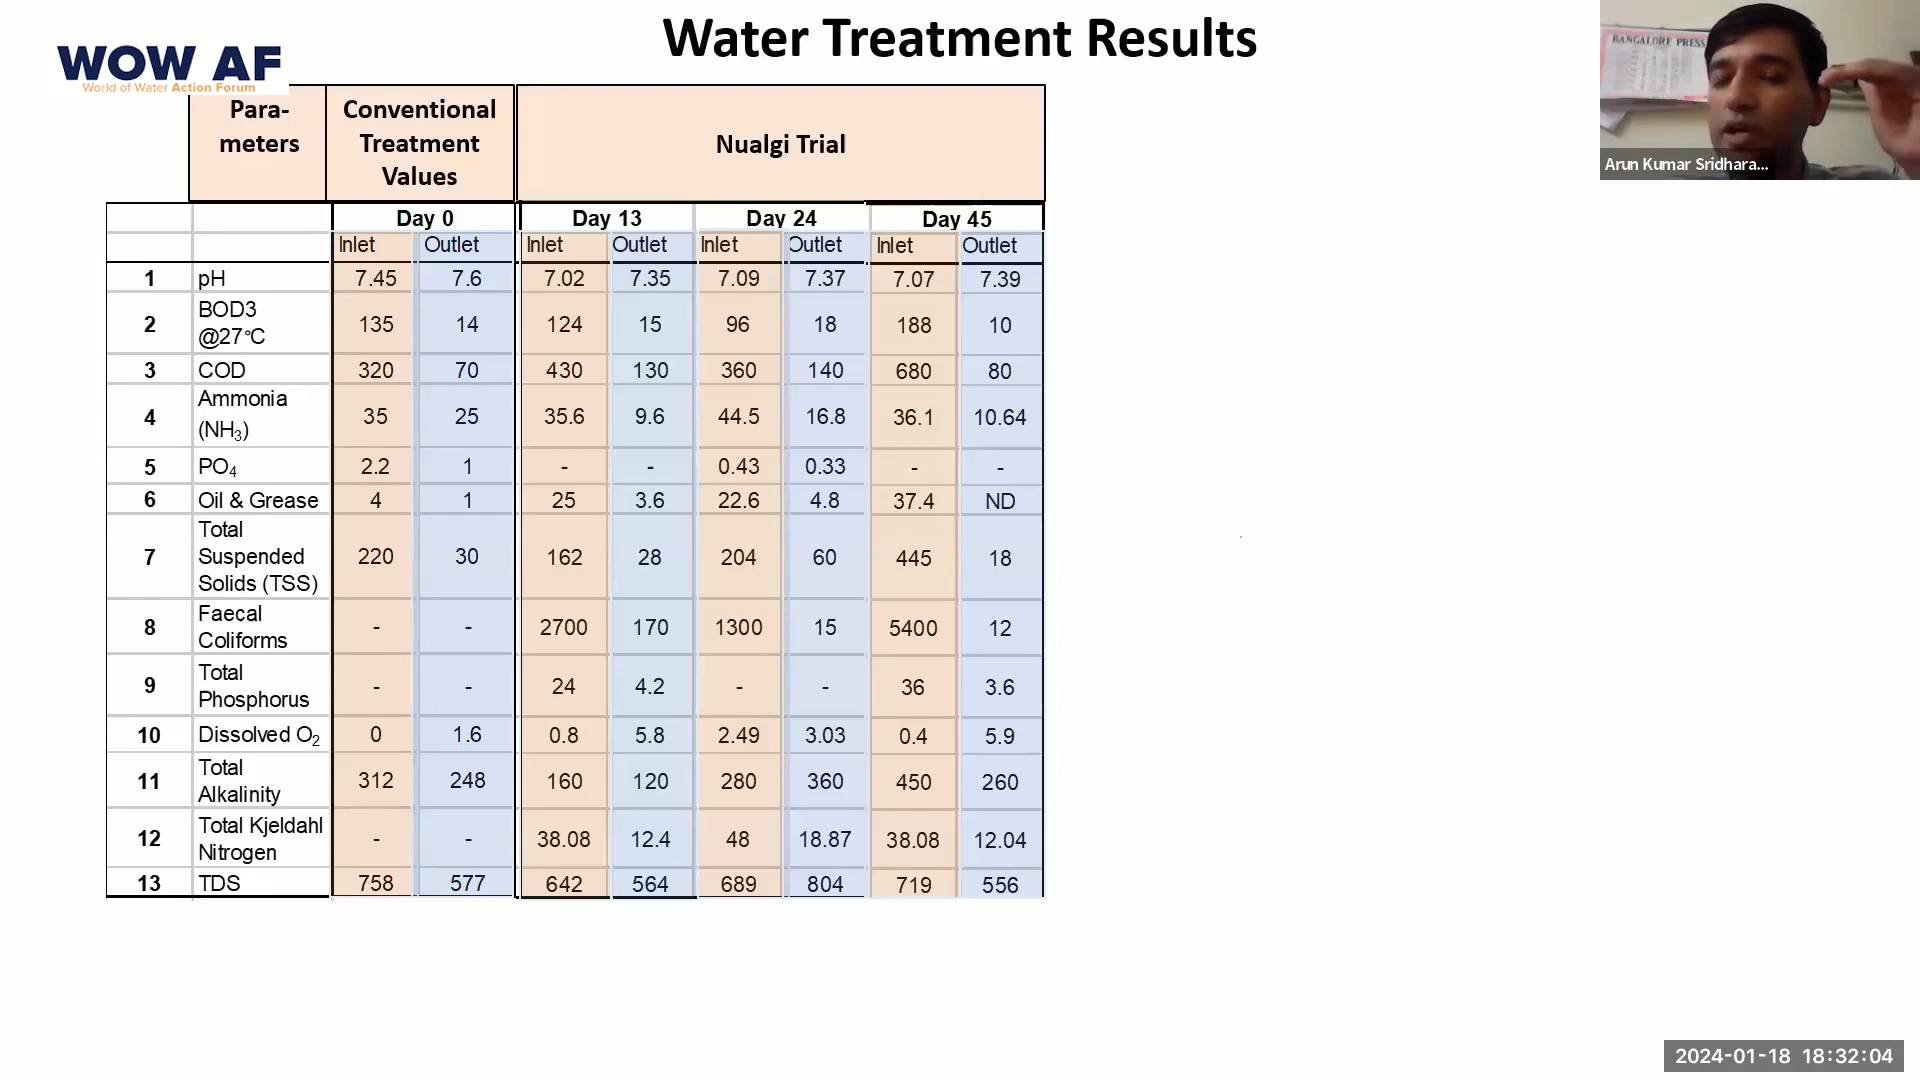 Water Treatment Results
WOW AF
World of Water Action Forum
BANGALORE PRESS
Arun Kumar Sridhara...
Para-
meters
Conventional
Treatment
Values
Nualgi Trial
Day 0 Day 13 Day 24 Day 45
Inlet Outlet Inlet Outlet Inlet Outlet Inlet Outlet
1 pH 7.45 7.6 7.02 7.35 7.09 7.37 7.07 7.39
2 BOD3 @27°C 135 14 124 15 96 18 188 10
3 COD 320 70 430 130 360 140 680 80
4 Ammonia (NH3) 35 25 35.6 9.6 44.5 16.8 36.1 10.64
5 PO4 2.2 1 - - 0.43 0.33 - -
6 Oil & Grease 4 1 25 3.6 22.6 4.8 37.4 ND
7 Total Suspended Solids (TSS) 220 30 162 28 204 60 445 18
8 Faecal Coliforms - - 2700 170 1300 15 5400 12
9 Total Phosphorus - - 24 4.2 - - 36 3.6
10 Dissolved O2 0 1.6 0.8 5.8 2.49 3.03 0.4 5.9
11 Total Alkalinity 312 248 160 120 280 360 450 260
12 Total Kjeldahl Nitrogen - - 38.08 12.4 48 18.87 38.08 12.04
13 TDS 758 577 642 564 689 804 719 556
2024-01-18 18:32:04